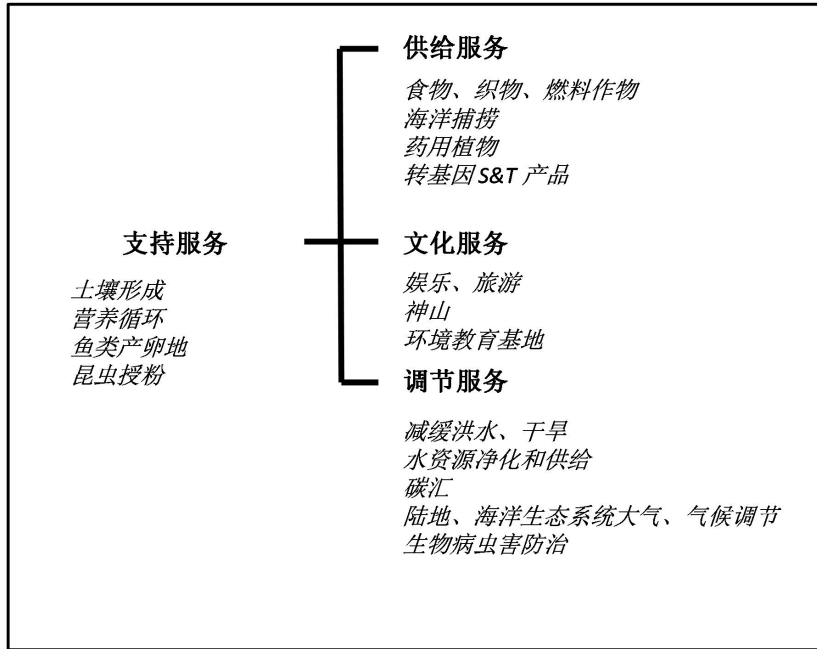 供给服务
食物、织物、燃料作物
海洋捕捞
药用植物
转基因 S&T 产品
支持服务
土壤形成
营养循环
鱼类产卵地
昆虫授粉
文化服务
娱乐、旅游
神山
环境教育基地
调节服务
减缓洪水、干旱
水资源净化和供给
碳汇
陆地、海洋生态系统大气、气候调节
生物病虫害防治